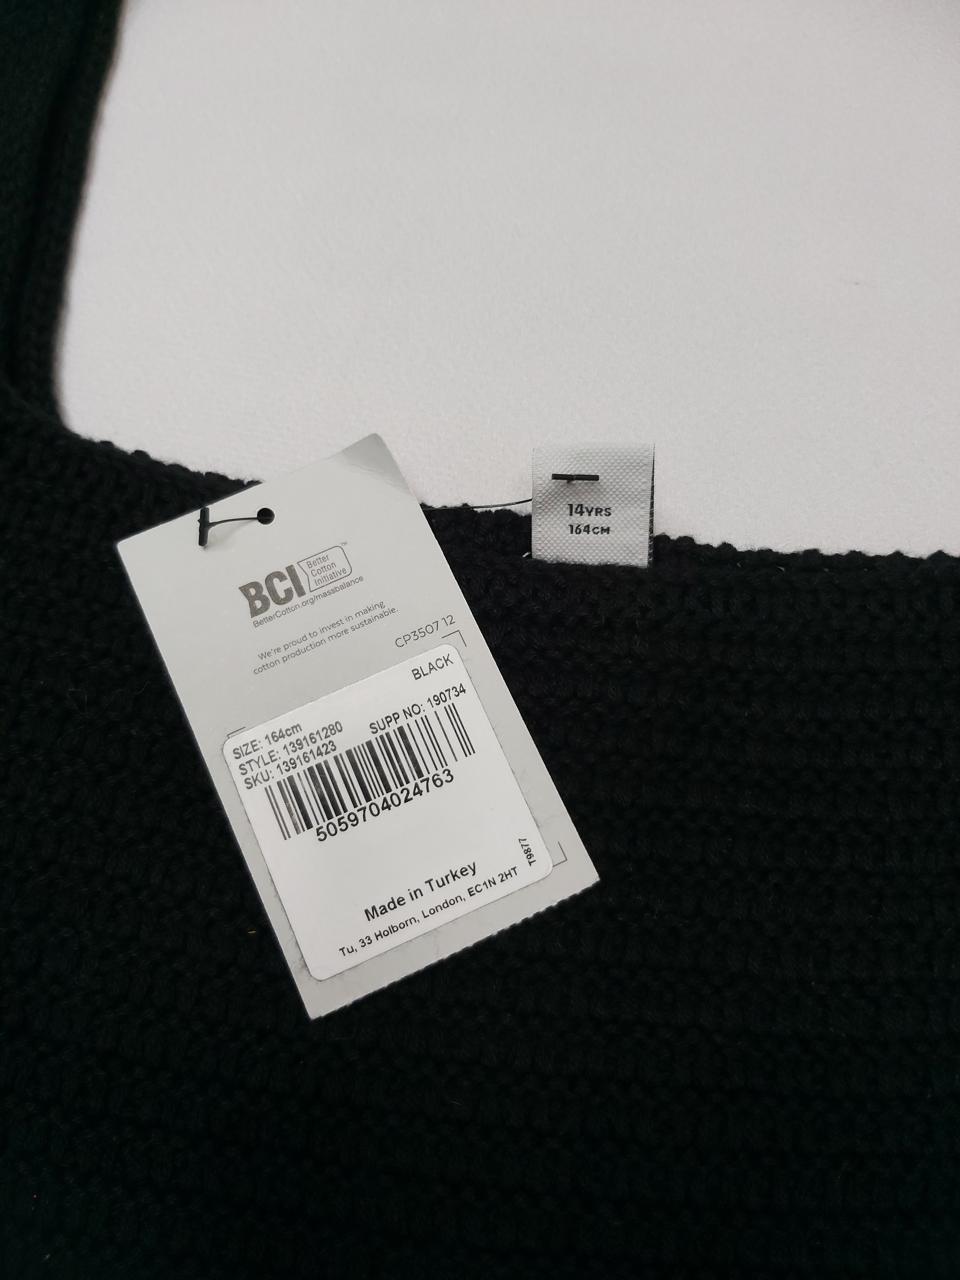 14YRS
164CM
BCI
Better
Cotton
Initiative
™
BetterCotton.org/massbalance
We're proud to invest in making
cotton production more sustainable.
CP3507 12
BLACK
SIZE: 164cm
STYLE: 139161280
SUPP NO: 190734
SKU: 139161423
5059704024763
T9877
Made in Turkey
Tu, 33 Holborn, London, EC1N 2HT